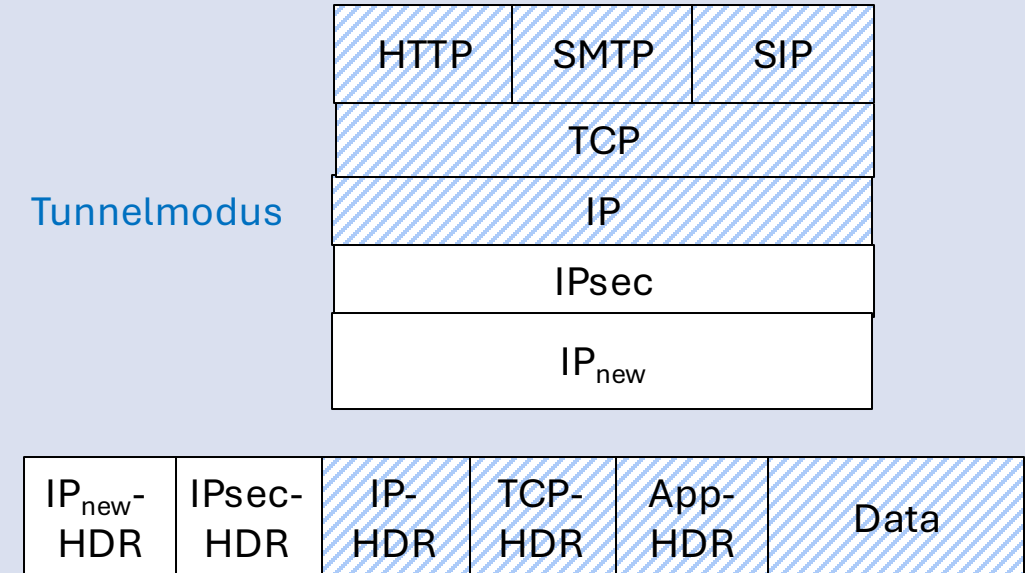 HTTP SMTP SIP
TCP
Tunnelmodus IP
IPsec
IPnew
IPnew- IPsec- IP- TCP- App- Data
HDR HDR HDR HDR HDR